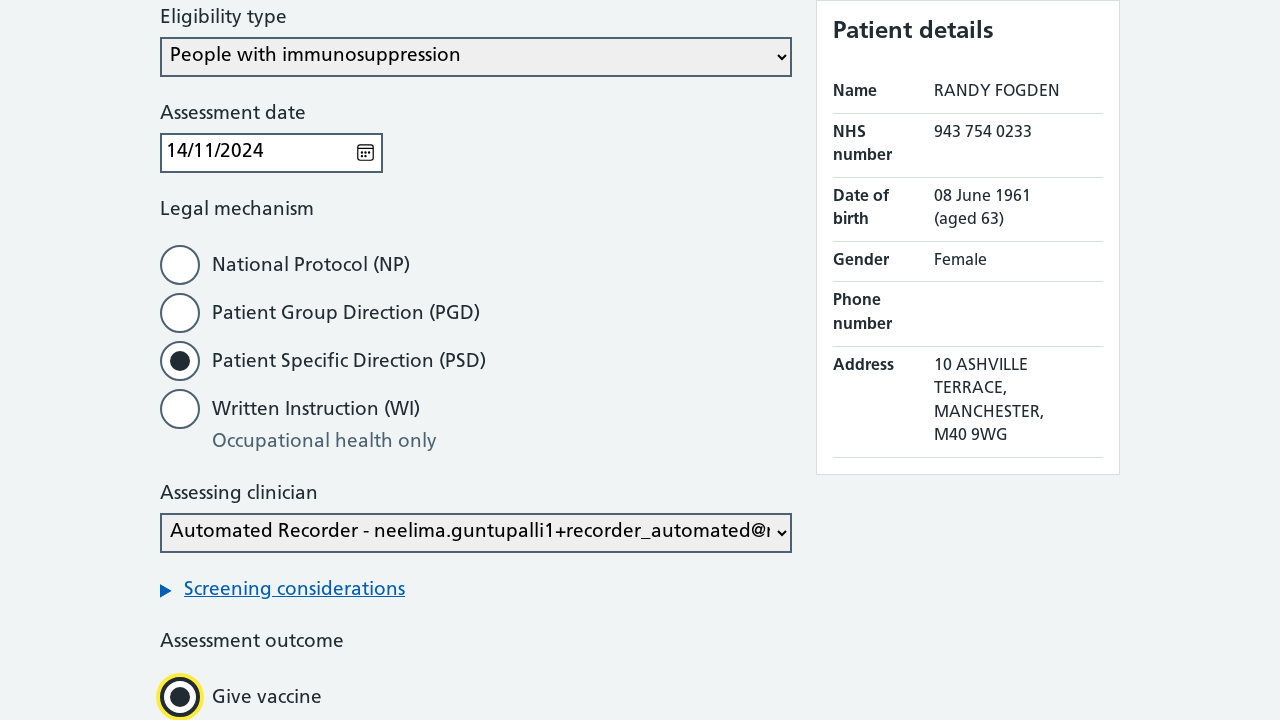 Eligibility type
People with immunosuppression
Assessment date
14/11/2024
Legal mechanism
National Protocol (NP)
Patient Group Direction (PGD)
Patient Specific Direction (PSD)
Written Instruction (WI)
Occupational health only
Assessing clinician
Automated Recorder - neelima.guntupalli1+recorder_automated@
Screening considerations
Assessment outcome
Give vaccine
Patient details
Name RANDY FOGDEN
NHS 943 754 0233
number
Date of 08 June 1961
birth (aged 63)
Gender Female
Phone
number
Address 10 ASHVILLE
TERRACE,
MANCHESTER,
M40 9WG